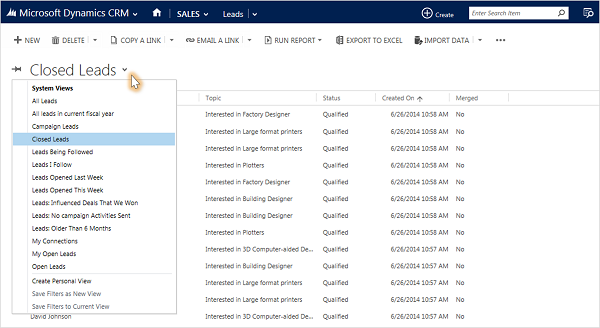 Microsoft Dynamics CRM SALES Leads Create Enter Search Item
NEW DELETE COPY A LINK EMAIL A LINK RUN REPORT EXPORT TO EXCEL IMPORT DATA •••
Closed Leads
System Views
Topic Status Created On Merged
All Leads
All leads in current fiscal year Interested in Factory Designer Qualified 6/26/2014 10:58 AM No
Campaign Leads Interested in Large format printers Qualified 6/26/2014 10:58 AM No
Closed Leads
Leads Being Followed Interested in Large format printers Qualified 6/26/2014 10:58 AM No
Leads I Follow Interested in Plotters Qualified 6/26/2014 10:58 AM No
Leads Opened Last Week Interested in Factory Designer Qualified 6/26/2014 10:58 AM No
Leads Opened This Week Interested in Building Designer Qualified 6/26/2014 10:58 AM No
Leads: Influenced Deals That We Won
Leads: No campaign Activities Sent Interested in Building Designer Qualified 6/26/2014 10:58 AM No
Leads: Older Than 6 Months Interested in Plotters Qualified 6/26/2014 10:58 AM No
My Connections Interested in 3D Computer-aided De... Qualified 6/26/2014 10:57 AM No
My Open Leads
Open Leads Interested in Building Designer Qualified 6/26/2014 10:57 AM No
Create Personal View Interested in Large format printers Qualified 6/26/2014 10:57 AM No
Save Filters as New View Interested in Large format printers Qualified 6/26/2014 10:57 AM No
Save Filters to Current View
David Johnson Interested in 3D Computer-aided De... Qualified 6/26/2014 10:57 AM No